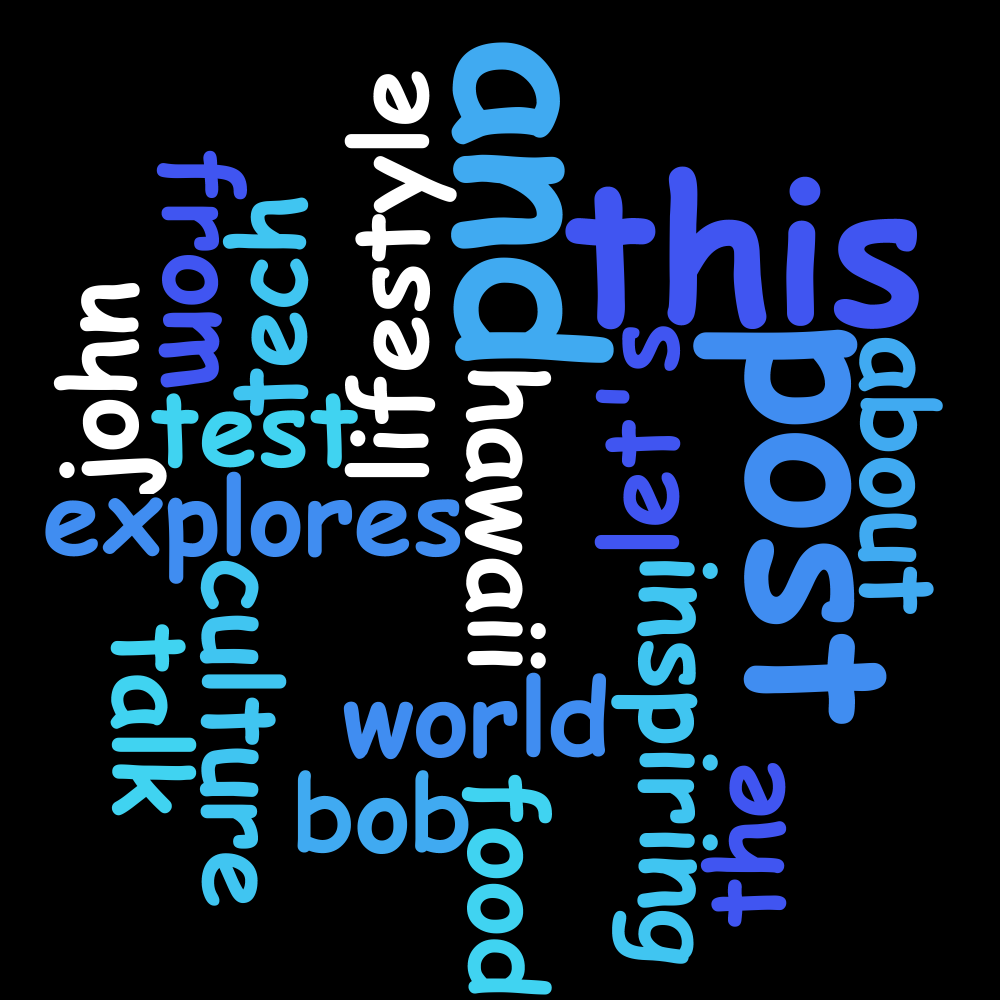 and
this
lifestyle
from
tech
john
test
let's
post
about
hawaii
explores
culture
inspiring
talk
world
bob
the
food